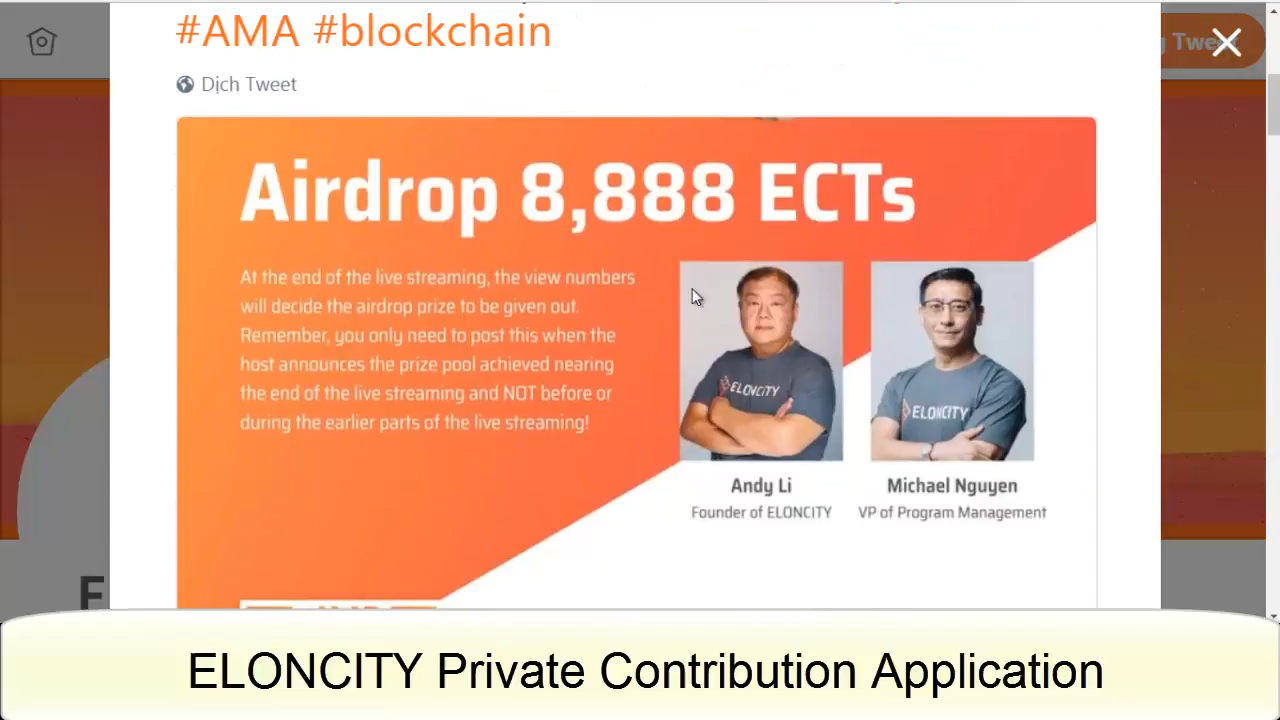 #AMA #blockchain
Dịch Tweet
Airdrop 8,888 ECTs
At the end of the live streaming, the view numbers
will decide the airdrop prize to be given out.
Remember, you only need to post this when the
host announces the prize pool achieved nearing
the end of the live streaming and NOT before or
during the earlier parts of the live streaming!
ELONCITY
ELONCITY
Andy Li
Michael Nguyen
Founder of ELONCITY
VP of Program Management
ELONCITY Private Contribution Application